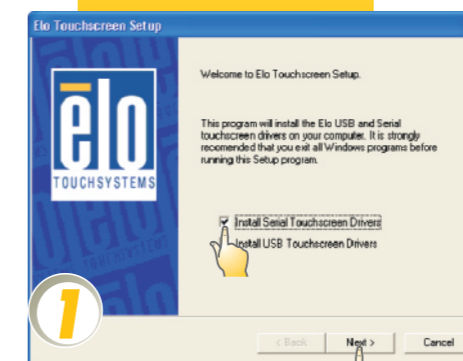 Elo Touchscreen Setup
Welcome to Elo Touchscreen Setup.
This program will install the Elo USB and Serial
touchscreen drivers on your computer. It is strongly
recomended that you exit all Windows programs before
running this Setup program.
elo
TOUCHSYSTEMS
Install Serial Touchscreen Drivers
Install USB Touchscreen Drivers
1
< Back
Next >
Cancel